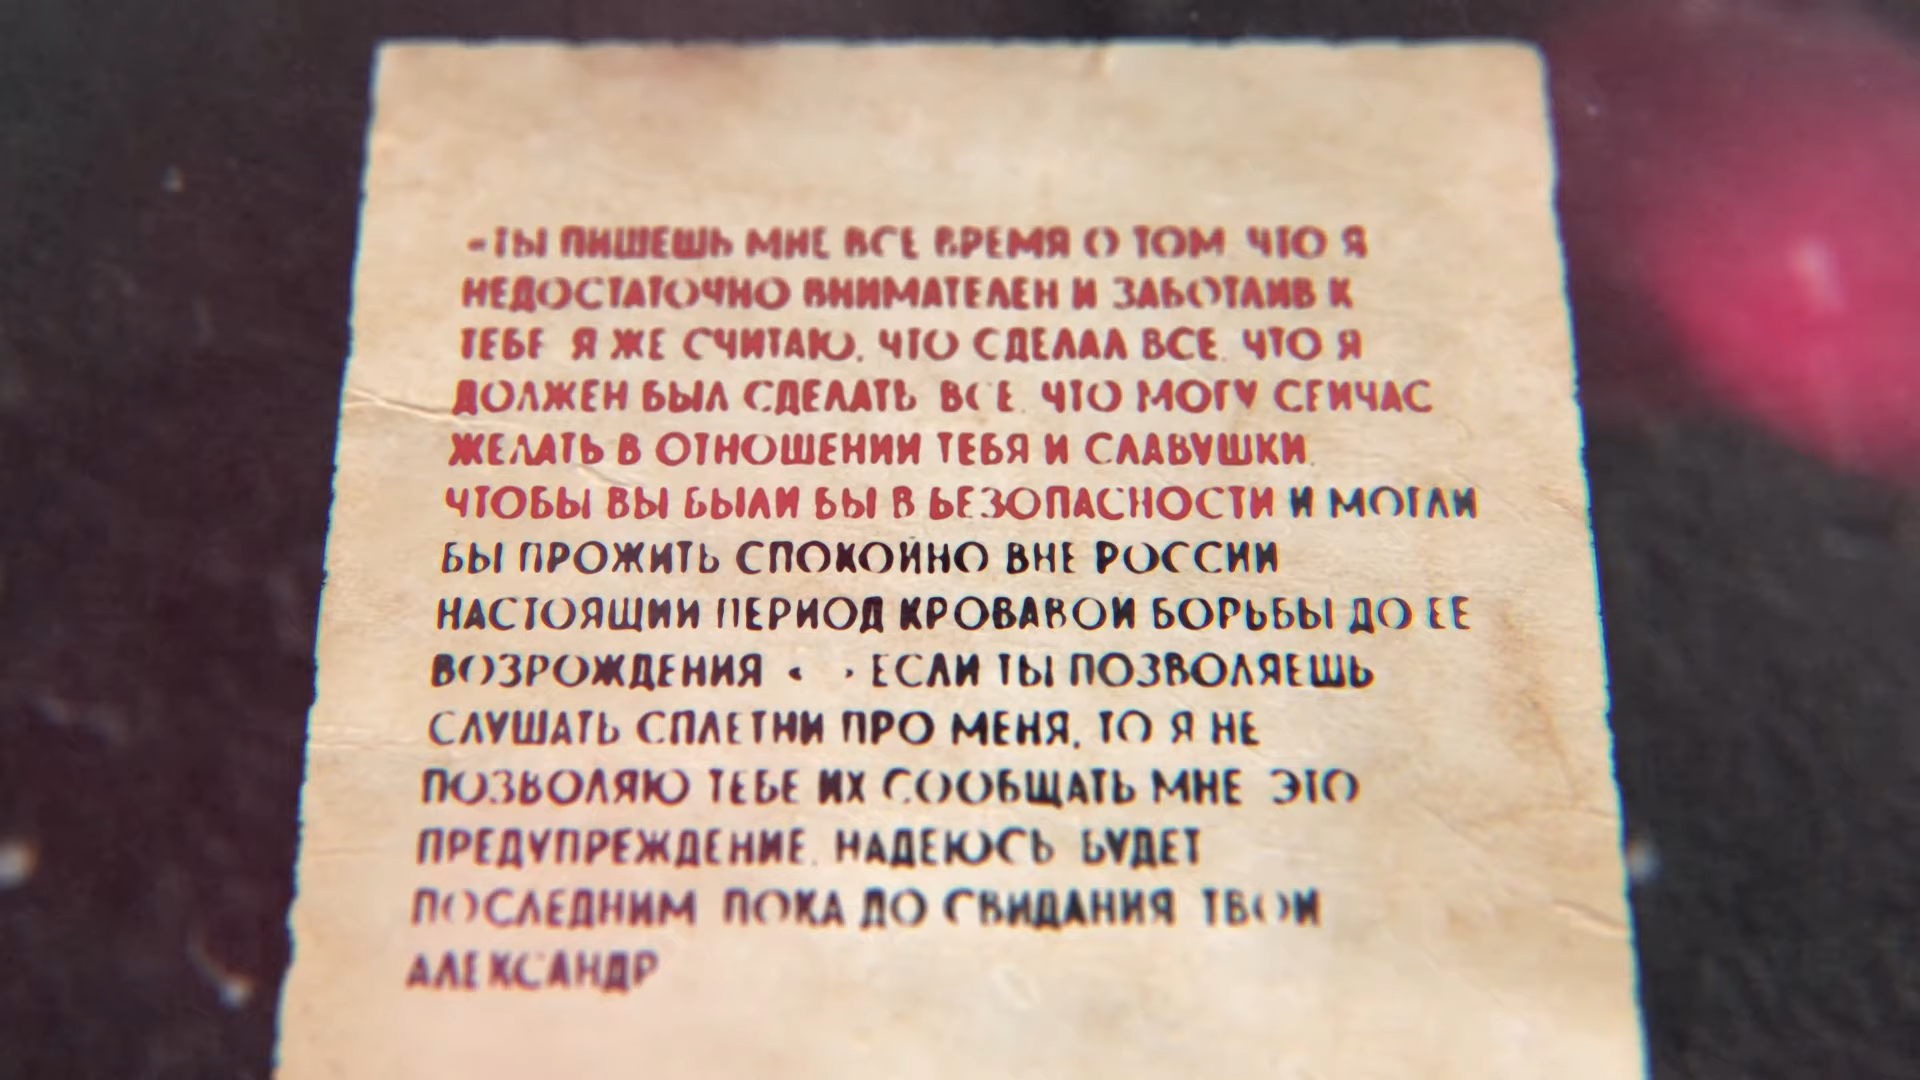 «ТЫ ПИШЕШЬ МНЕ ВСЕ ВРЕМЯ О ТОМ, ЧТО Я
НЕДОСТАТОЧНО ВНИМАТЕЛЕН И ЗАБОТЛИВ К
ТЕБЕ. Я ЖЕ СЧИТАЮ, ЧТО СДЕЛАЛ ВСЕ, ЧТО Я
ДОЛЖЕН БЫЛ СДЕЛАТЬ. ВСЕ, ЧТО МОГУ СЕЙЧАС
ЖЕЛАТЬ В ОТНОШЕНИИ ТЕБЯ И СЛАВУШКИ,
ЧТОБЫ ВЫ БЫЛИ БЫ В БЕЗОПАСНОСТИ И МОГЛИ
БЫ ПРОЖИТЬ СПОКОЙНО ВНЕ РОССИИ
НАСТОЯЩИЙ ПЕРИОД КРОВАВОЙ БОРЬБЫ ДО ЕЕ
ВОЗРОЖДЕНИЯ < > ЕСЛИ ТЫ ПОЗВОЛЯЕШЬ
СЛУШАТЬ СПЛЕТНИ ПРО МЕНЯ, ТО Я НЕ
ПОЗВОЛЯЮ ТЕБЕ ИХ СООБЩАТЬ МНЕ. ЭТО
ПРЕДУПРЕЖДЕНИЕ, НАДЕЮСЬ, БУДЕТ
ПОСЛЕДНИМ. ПОКА ДО СВИДАНИЯ. ТВОЙ
АЛЕКСАНДР